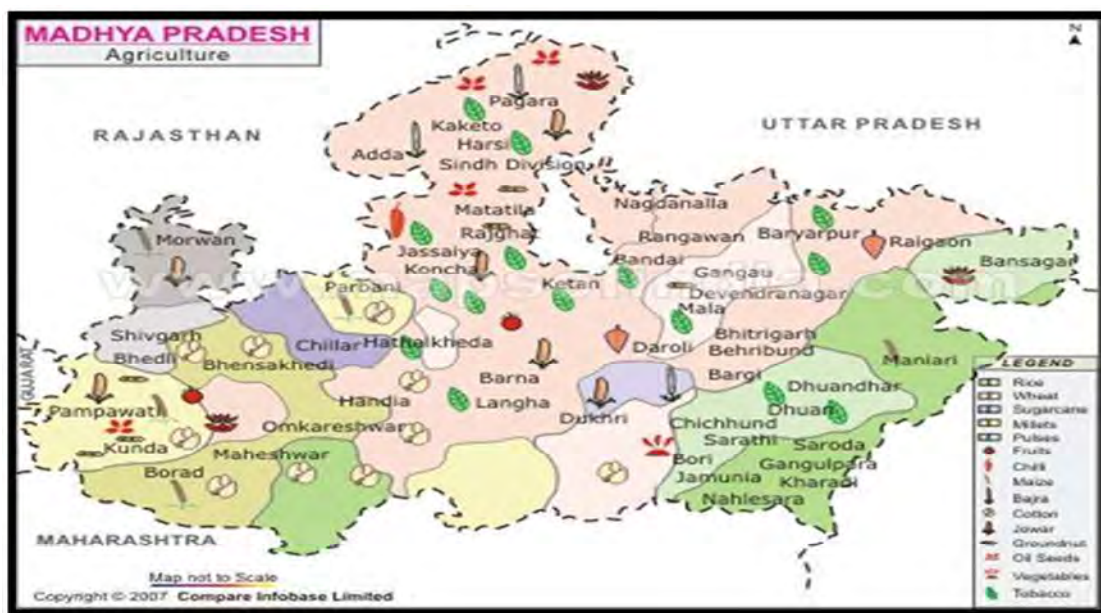 MADHYA PRADESH
Agriculture
N
RAJASTHAN
UTTAR PRADESH
Pagara
Kaketo
Harsi
Adda
Sindh Division
Matatila
Nagdanalla
Rajghat
Rangawan
Baryarpur
Raigaon
Morwan
Jassaiya
Bandai
Bansagar
Koncha
Gangau
Parbani
Ketan
Devendranagar
Mala
Shivgarh
Chillar
Hathalkheda
Bhitrigarh
Bhedli
Bhensakhedi
Daroli
Behribund
Maniari
GUJARAT
Barna
Bargi
Dhuandhar
Pampawati
Handia
Langha
Dukhri
Dhuan
Omkareshwar
Chichhund
Kunda
Maheshwar
Sarathi
Saroda
Borad
Bori
Gangulpara
Jamunia
Kharadi
Nahlesara
MAHARASHTRA
LEGEND
Rice
Wheat
Sugarcane
Millets
Pulses
Fruits
Chilli
Maize
Bajra
Cotton
Jowar
Groundnut
Oil Seeds
Vegetables
Tobacco
Map not to Scale
Copyright © 2007 Compare Infobase Limited